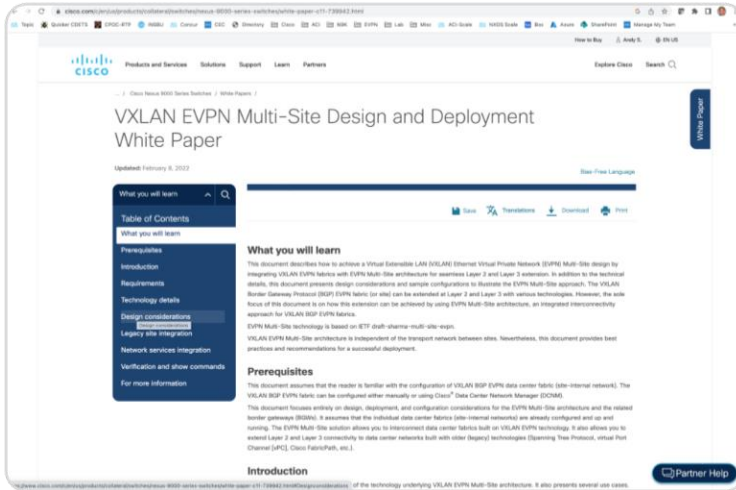 cisco.com/c/en/us/products/collateral/switches/nexus-9000-series-switches/white-paper-c11-739942.html
Topic Quicker CDETS EPOC-RTP INSBU Concur CEC Directory Cisco ACI N9K EVPN Lab Misc ACI-Scale NXOS Scale Box Azure SharePoint Manage My Team
How to Buy Andy S. EN US
CISCO Products and Services Solutions Support Learn Partners Explore Cisco Search
... / Cisco Nexus 9000 Series Switches / White Papers /
VXLAN EVPN Multi-Site Design and Deployment
White Paper
White Paper
Updated: February 8, 2022
Bias-Free Language
What you will learn
Save Translations Download Print
Table of Contents
What you will learn
Prerequisites
Introduction
Requirements
Technology details
Design considerations
Design considerations
Legacy site integration
Network services integration
Verification and show commands
For more information
What you will learn
This document describes how to achieve a Virtual Extensible LAN (VXLAN) Ethernet Virtual Private Network (EVPN) Multi-Site design by
integrating VXLAN EVPN fabrics with EVPN Multi-Site architecture for seamless Layer 2 and Layer 3 extension. In addition to the technical
details, this document presents design considerations and sample configurations to illustrate the EVPN Multi-Site approach. The VXLAN
Border Gateway Protocol (BGP) EVPN fabric (or site) can be extended at Layer 2 and Layer 3 with various technologies. However, the sole
focus of this document is on how this extension can be achieved by using EVPN Multi-Site architecture, an integrated interconnectivity
approach for VXLAN BGP EVPN fabrics.
EVPN Multi-Site technology is based on IETF draft-sharma-multi-site-evpn.
VXLAN EVPN Multi-Site architecture is independent of the transport network between sites. Nevertheless, this document provides best
practices and recommendations for a successful deployment.
Prerequisites
This document assumes that the reader is familiar with the configuration of VXLAN BGP EVPN data center fabric (site-internal network). The
VXLAN BGP EVPN fabric can be configured either manually or using Cisco® Data Center Network Manager (DCNM).
This document focuses entirely on design, deployment, and configuration considerations for the EVPN Multi-Site architecture and the related
border gateways (BGWs). It assumes that the individual data center fabrics (site-internal networks) are already configured and up and
running. The EVPN Multi-Site solution allows you to interconnect data center fabrics built on VXLAN EVPN technology. It also allows you to
extend Layer 2 and Layer 3 connectivity to data center networks built with older (legacy) technologies (Spanning Tree Protocol, virtual Port
Channel [vPC], Cisco FabricPath, etc.).
Partner Help
Introduction
of the technology underlying VXLAN EVPN Multi-Site architecture. It also presents several use cases,